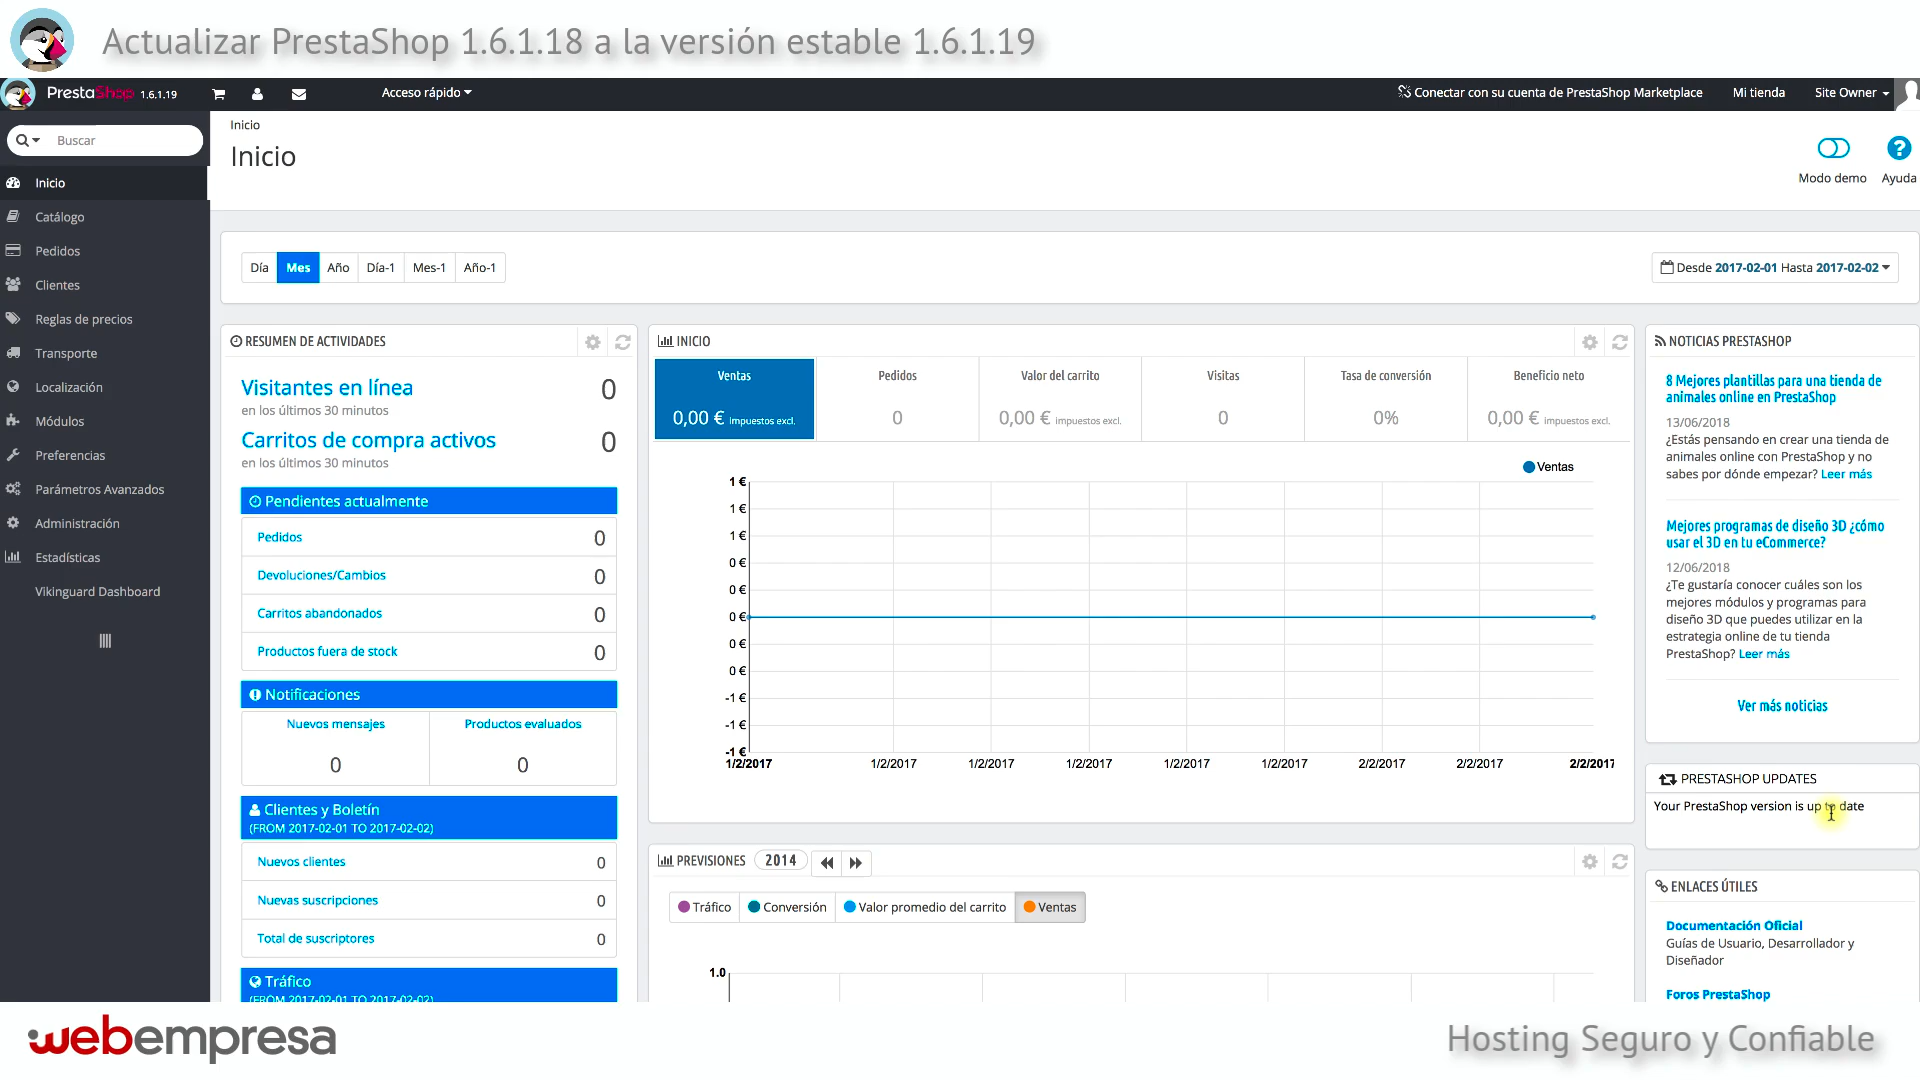 Actualizar PrestaShop 1.6.1.18 a la versión estable 1.6.1.19
PrestaShop 1.6.1.19
Acceso rápido
Conectar con su cuenta de PrestaShop Marketplace
Mi tienda
Site Owner
Buscar
Inicio
Catálogo
Pedidos
Clientes
Reglas de precios
Transporte
Localización
Módulos
Preferencias
Parámetros Avanzados
Administración
Estadísticas
Vikinguard Dashboard
Inicio
Inicio
Modo demo
Ayuda
Día Mes Año Día-1 Mes-1 Año-1
Desde 2017-02-01 Hasta 2017-02-02
RESUMEN DE ACTIVIDADES
Visitantes en línea 0
en los últimos 30 minutos
Carritos de compra activos 0
en los últimos 30 minutos
Pendientes actualmente
Pedidos 0
Devoluciones/Cambios 0
Carritos abandonados 0
Productos fuera de stock 0
Notificaciones
Nuevos mensajes Productos evaluados
0 0
Clientes y Boletín
(FROM 2017-02-01 TO 2017-02-02)
Nuevos clientes 0
Nuevas suscripciones 0
Total de suscriptores 0
Tráfico
(FROM 2017-02-01 TO 2017-02-02)
INICIO
Ventas Pedidos Valor del carrito Visitas Tasa de conversión Beneficio neto
0,00 € Impuestos excl. 0 0,00 € Impuestos excl. 0 0% 0,00 € Impuestos excl.
Ventas
1 €
1 €
1 €
0 €
0 €
0 €
0 €
0 €
-1 €
-1 €
-1 €
1/2/2017 1/2/2017 1/2/2017 1/2/2017 1/2/2017 1/2/2017 2/2/2017 2/2/2017 2/2/2017
PREVISIONES 2014
Tráfico Conversión Valor promedio del carrito Ventas
1.0
NOTICIAS PRESTASHOP
8 Mejores plantillas para una tienda de
animales online en PrestaShop
13/06/2018
¿Estás pensando en crear una tienda de
animales online con PrestaShop y no
sabes por dónde empezar? Leer más
Mejores programas de diseño 3D ¿cómo
usar el 3D en tu eCommerce?
12/06/2018
¿Te gustaría conocer cuáles son los
mejores módulos y programas para
diseño 3D que puedes utilizar en la
estrategia online de tu tienda
PrestaShop? Leer más
Ver más noticias
PRESTASHOP UPDATES
Your PrestaShop version is up to date
ENLACES ÚTILES
Documentación Oficial
Guías de Usuario, Desarrollador y
Diseñador
Foros PrestaShop
webempresa
Hosting Seguro y Confiable